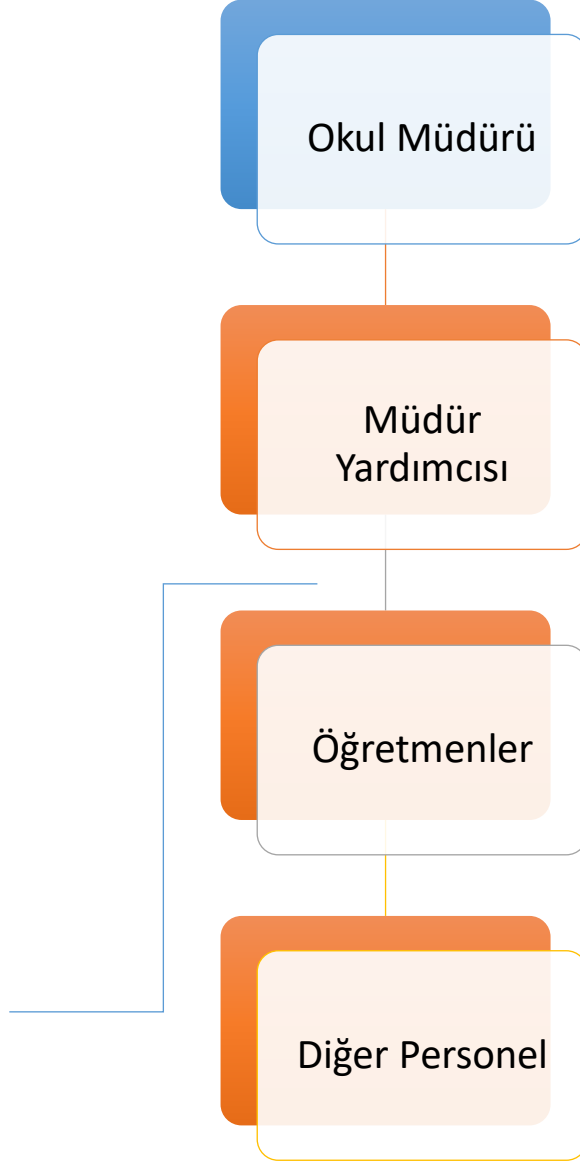 Okul Müdürü
Müdür
Yardımcısı
Öğretmenler
Diğer Personel